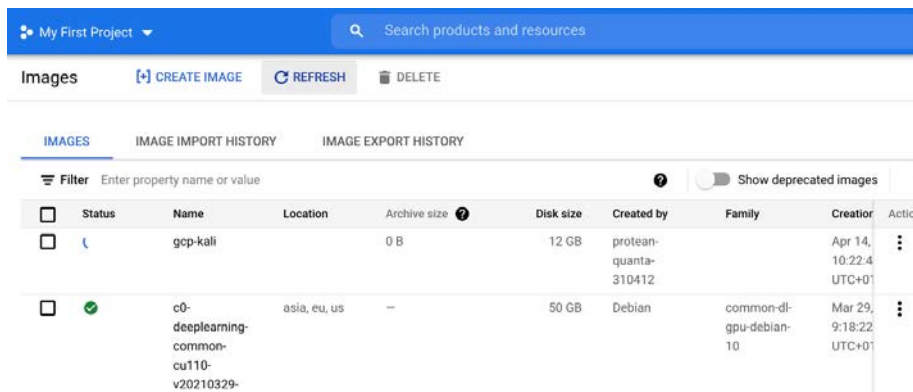 My First Project
Search products and resources
Images
[+] CREATE IMAGE
REFRESH
DELETE
IMAGES
IMAGE IMPORT HISTORY
IMAGE EXPORT HISTORY
Filter Enter property name or value
? Show deprecated images
Status Name Location Archive size ? Disk size Created by Family Creation Actio
gcp-kali 0 B 12 GB protean- Apr 14,
quanta- 10:22:4
310412 UTC+01
c0- asia, eu, us — 50 GB Debian common-dl- Mar 29,
deeplearning- gpu-debian- 9:18:22
common- 10 UTC+01
cu110-
v20210329-